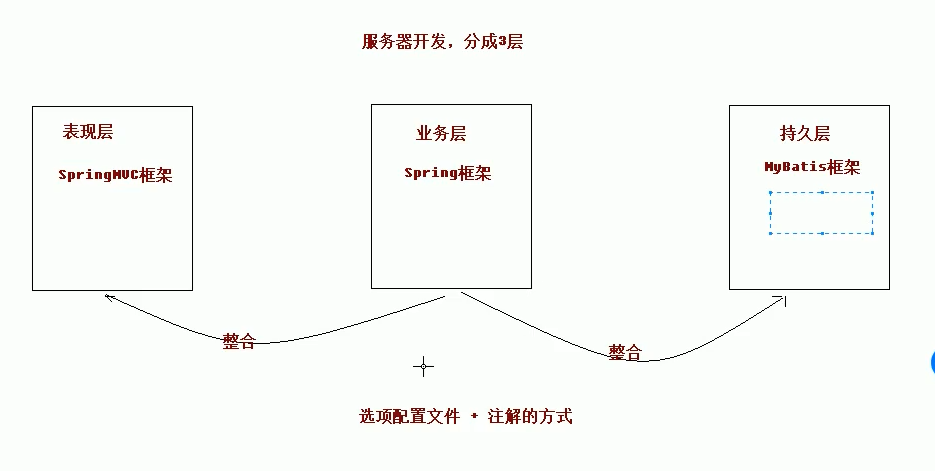 服务器开发，分成3层
表现层
SpringMVC框架
业务层
Spring框架
持久层
MyBatis框架
整合
整合
选项配置文件 + 注解的方式